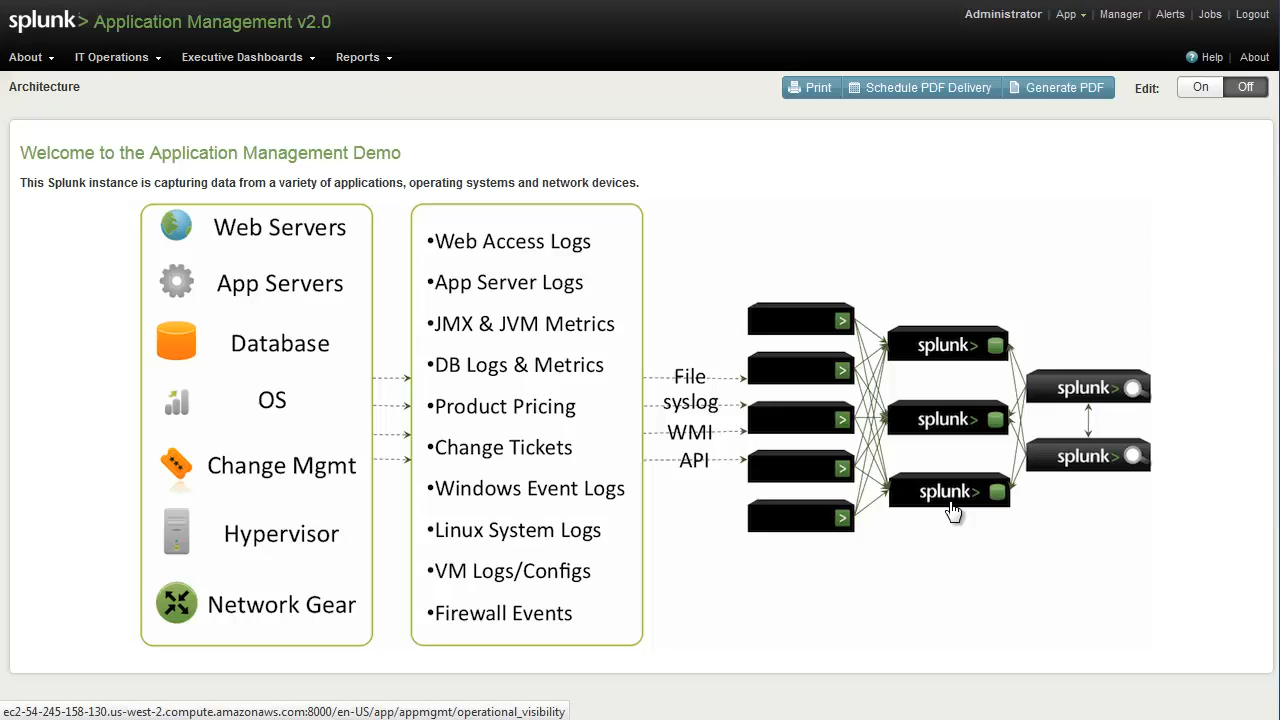 splunk> Application Management v2.0
Administrator | App | Manager | Alerts | Jobs | Logout
About IT Operations Executive Dashboards Reports
? Help | About
Architecture
Print Schedule PDF Delivery Generate PDF Edit: On Off
Welcome to the Application Management Demo
This Splunk instance is capturing data from a variety of applications, operating systems and network devices.
Web Servers
App Servers
Database
OS
Change Mgmt
Hypervisor
Network Gear
•Web Access Logs
•App Server Logs
•JMX & JVM Metrics
•DB Logs & Metrics
•Product Pricing
•Change Tickets
•Windows Event Logs
•Linux System Logs
•VM Logs/Configs
•Firewall Events
File
syslog
WMI
API
>
>
>
>
>
splunk>
splunk>
splunk>
splunk>
splunk>
ec2-54-245-158-130.us-west-2.compute.amazonaws.com:8000/en-US/app/appmgmt/operational_visibility